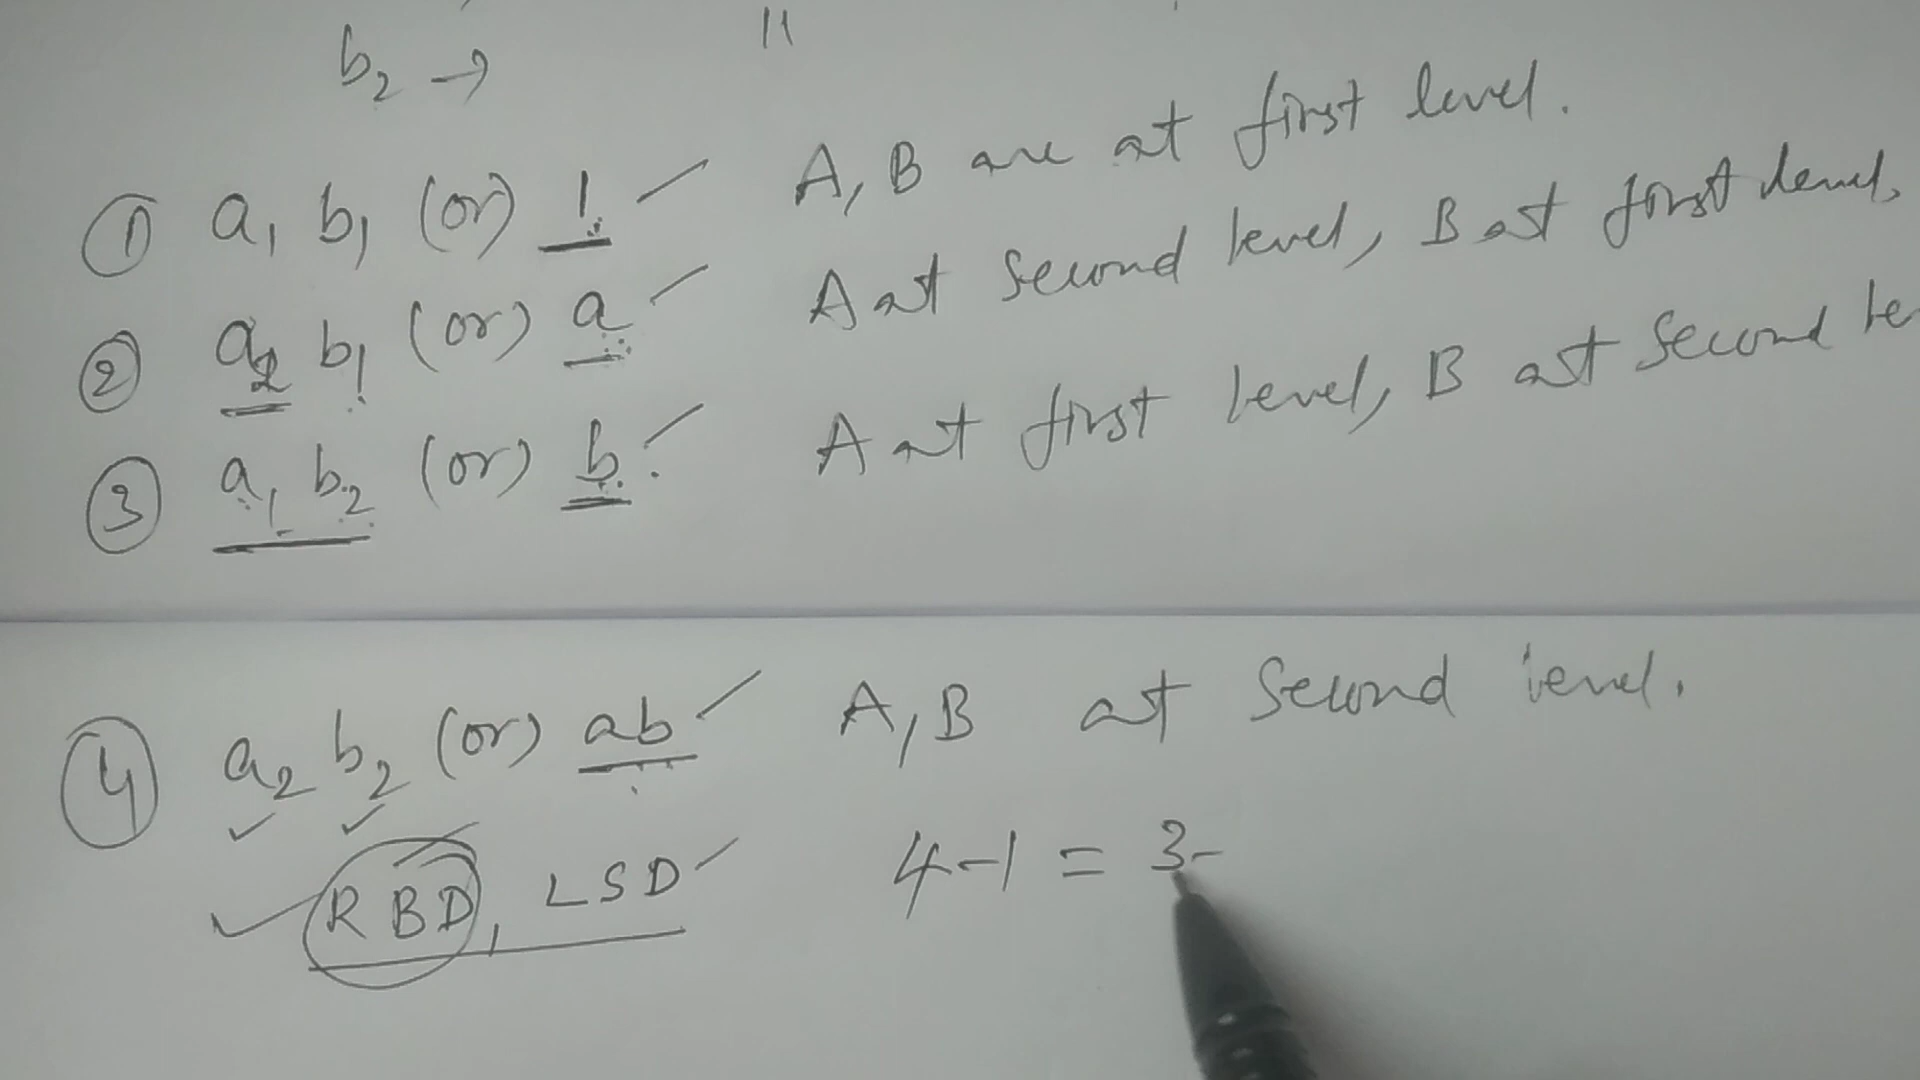 b2 → 11
① a1 b1 (or) 1 A, B are at first level.
② a2 b1 (or) a A at Second level, B at first level,
③ a1 b2 (or) b A at first level, B at Second le
④ a2 b2 (or) ab A, B at Second level.
RBD, LSD 4-1 = 3-